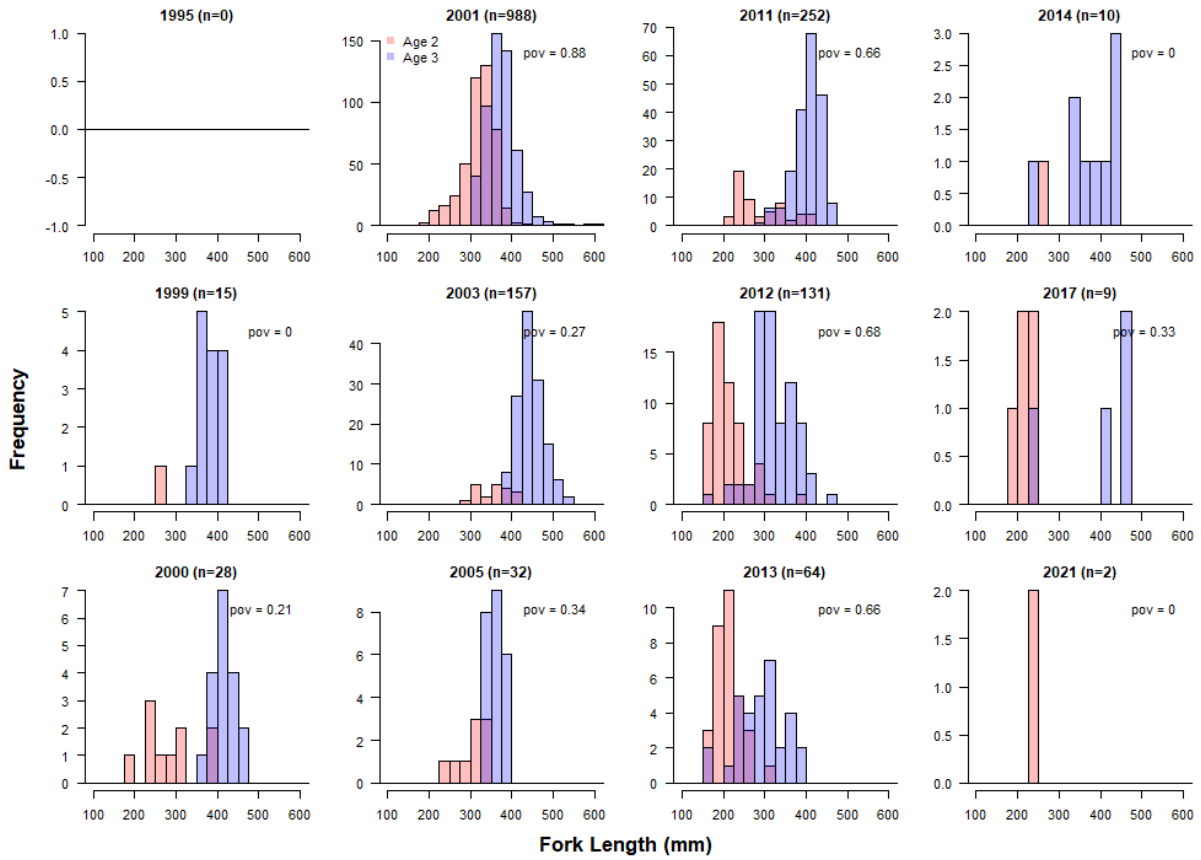 1995 (n=0)
2001 (n=988)
2011 (n=252)
2014 (n=10)
1.0
0.5
0.0
-0.5
-1.0
100 200 300 400 500 600
Age 2
Age 3
pov = 0.88
150
100
50
0
100 200 300 400 500 600
pov = 0.66
70
60
50
40
30
20
10
0
100 200 300 400 500 600
pov = 0
3.0
2.5
2.0
1.5
1.0
0.5
0.0
100 200 300 400 500 600
1999 (n=15)
2003 (n=157)
2012 (n=131)
2017 (n=9)
pov = 0
5
4
3
2
1
0
100 200 300 400 500 600
pov = 0.27
40
30
20
10
0
100 200 300 400 500 600
pov = 0.68
15
10
5
0
100 200 300 400 500 600
pov = 0.33
2.0
1.5
1.0
0.5
0.0
100 200 300 400 500 600
2000 (n=28)
2005 (n=32)
2013 (n=64)
2021 (n=2)
pov = 0.21
7
6
5
4
3
2
1
0
100 200 300 400 500 600
pov = 0.34
8
6
4
2
0
100 200 300 400 500 600
pov = 0.66
10
8
6
4
2
0
100 200 300 400 500 600
pov = 0
2.0
1.5
1.0
0.5
0.0
100 200 300 400 500 600
Frequency
Fork Length (mm)